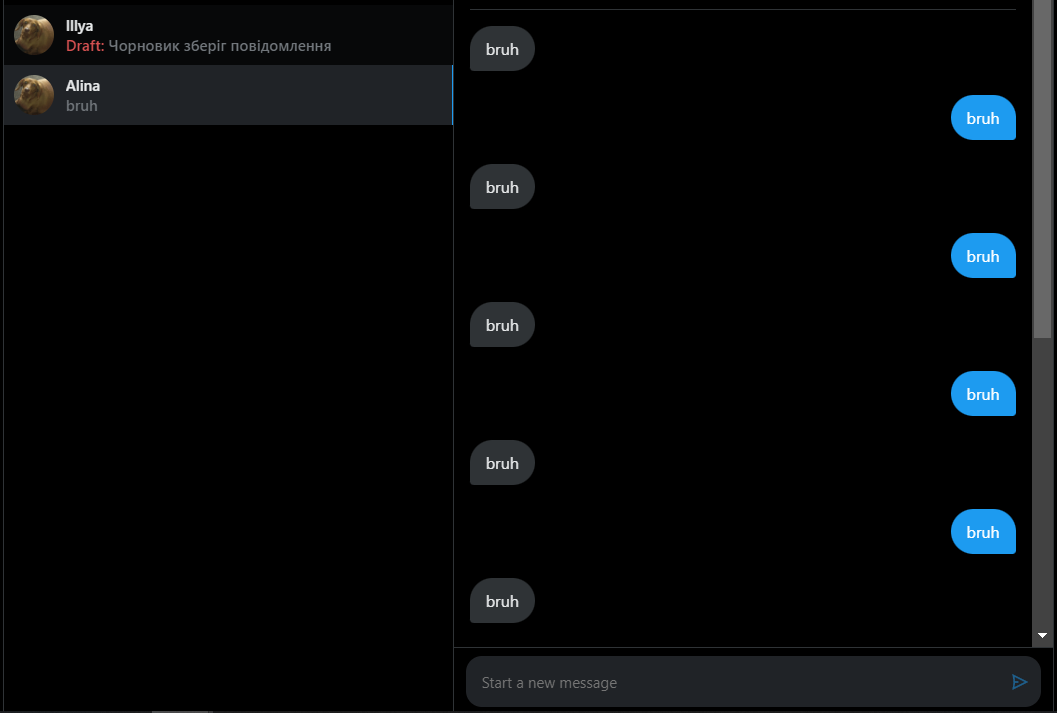 Illya
Draft: Чорновик зберіг повідомлення
Alina
bruh
bruh
bruh
bruh
bruh
bruh
bruh
bruh
bruh
bruh
Start a new message